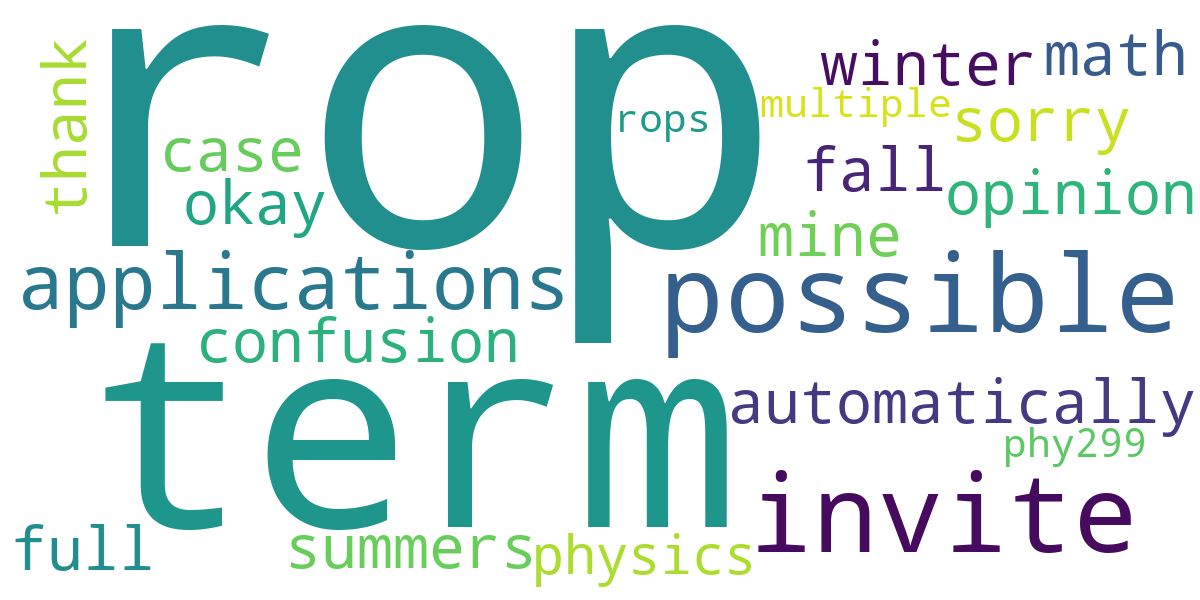 thank
rop
case
okay
rops
winter
math
multiple
sorry
fall
opinion
mine
applications
possible
confusion
term
automatically
phy299
invite
full
summers
physics